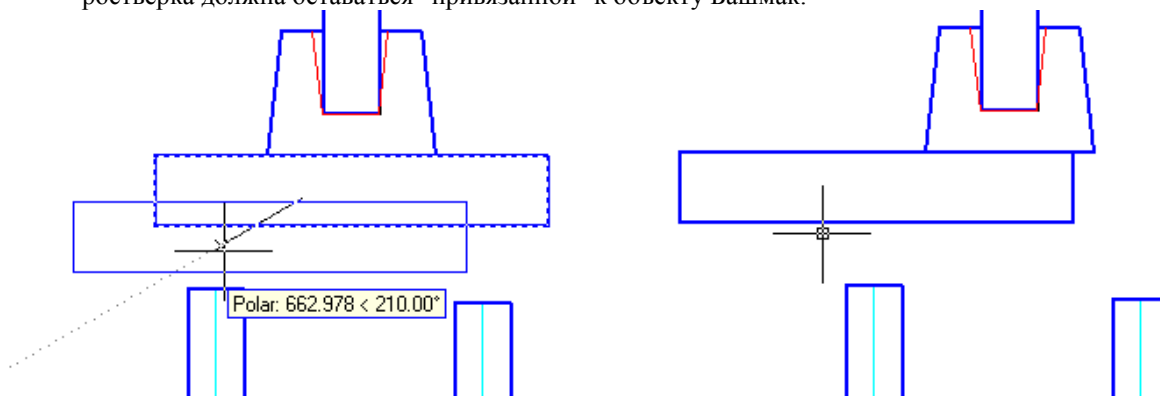 ростверка должна оставаться "привязанной" к объекту Башмак.
Polar: 662.978 < 210.00°